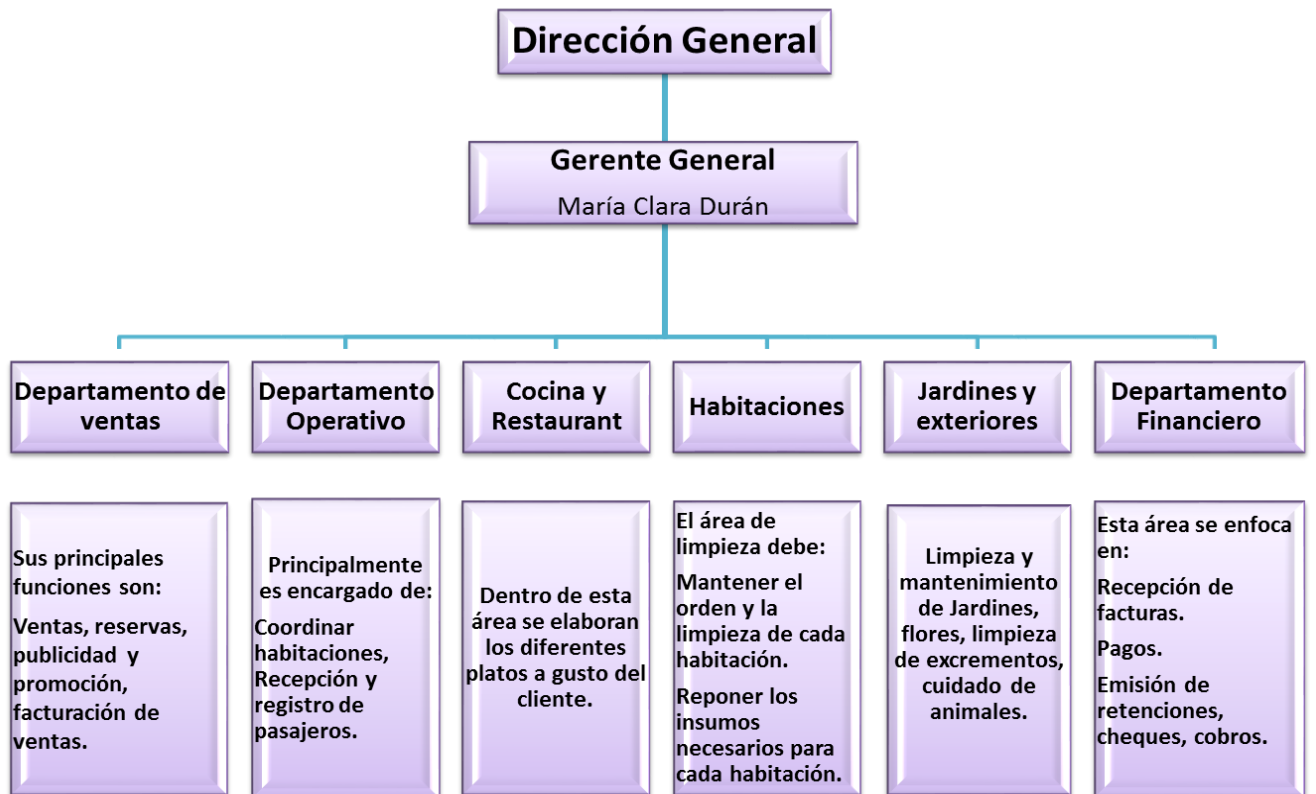 Dirección General
Gerente General
María Clara Durán
Departamento de
ventas
Departamento
Operativo
Cocina y
Restaurant
Habitaciones
Jardines y
exteriores
Departamento
Financiero
Sus principales
funciones son:
Ventas, reservas,
publicidad y
promoción,
facturación de
ventas.
Principalmente
es encargado de:
Coordinar
habitaciones,
Recepción y
registro de
pasajeros.
Dentro de esta
área se elaboran
los diferentes
platos a gusto del
cliente.
El área de
limpieza debe:
Mantener el
orden y la
limpieza de cada
habitación.
Reponer los
insumos
necesarios para
cada habitación.
Limpieza y
mantenimiento
de Jardines,
flores, limpieza
de excrementos,
cuidado de
animales.
Esta área se enfoca
en:
Recepción de
facturas.
Pagos.
Emisión de
retenciones,
cheques, cobros.